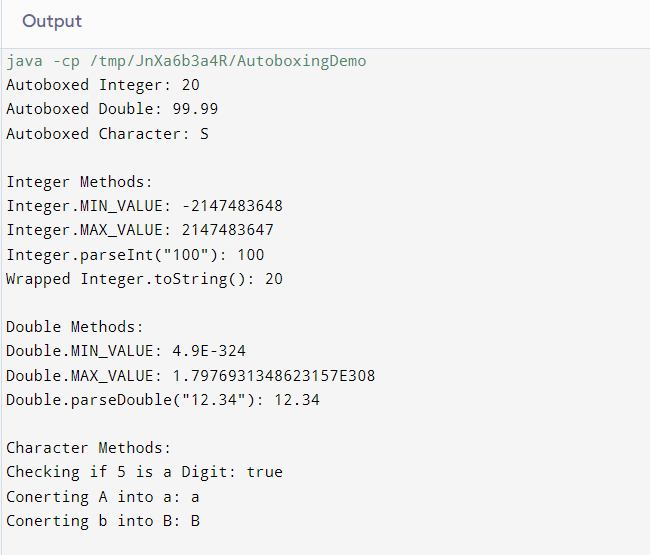 Output
java -cp /tmp/JnXa6b3a4R/AutoboxingDemo
Autoboxed Integer: 20
Autoboxed Double: 99.99
Autoboxed Character: S
Integer Methods:
Integer.MIN_VALUE: -2147483648
Integer.MAX_VALUE: 2147483647
Integer.parseInt("100"): 100
Wrapped Integer.toString(): 20
Double Methods:
Double.MIN_VALUE: 4.9E-324
Double.MAX_VALUE: 1.7976931348623157E308
Double.parseDouble("12.34"): 12.34
Character Methods:
Checking if 5 is a Digit: true
Conerting A into a: a
Conerting b into B: B